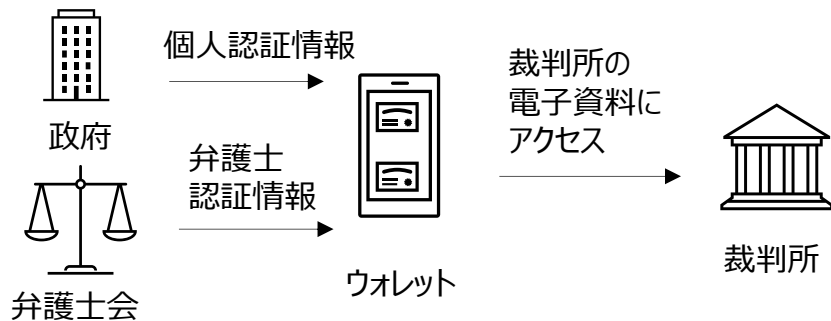 個人認証情報
政府
弁護士
認証情報
弁護士会
ウォレット
裁判所の
電子資料に
アクセス
裁判所